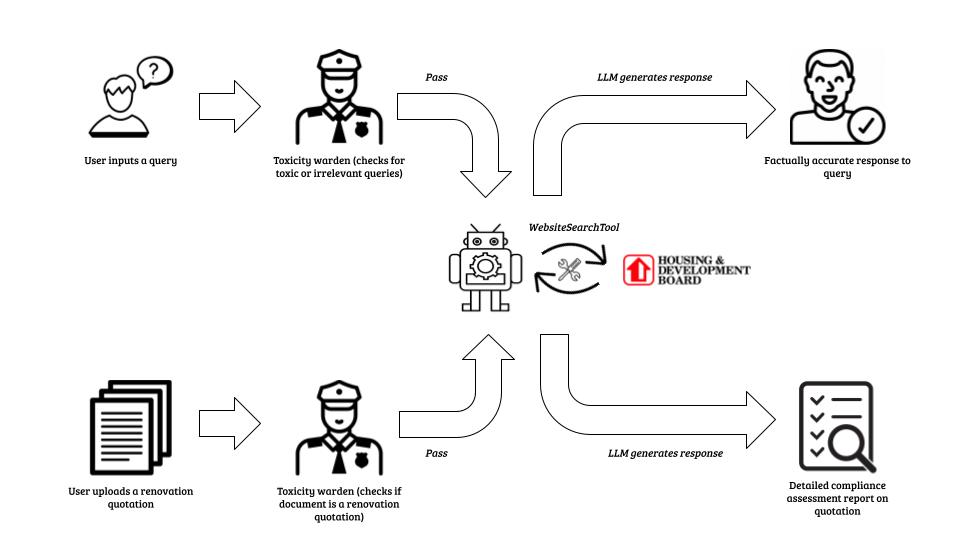 ?
Pass
LLM generates response
User inputs a query
Toxicity warden (checks for
toxic or irrelevant queries)
Factually accurate response to
query
WebsiteSearchTool
HOUSING &
DEVELOPMENT
BOARD
Pass
LLM generates response
User uploads a renovation
quotation
Toxicity warden (checks if
document is a renovation
quotation)
Detailed compliance
assessment report on
quotation